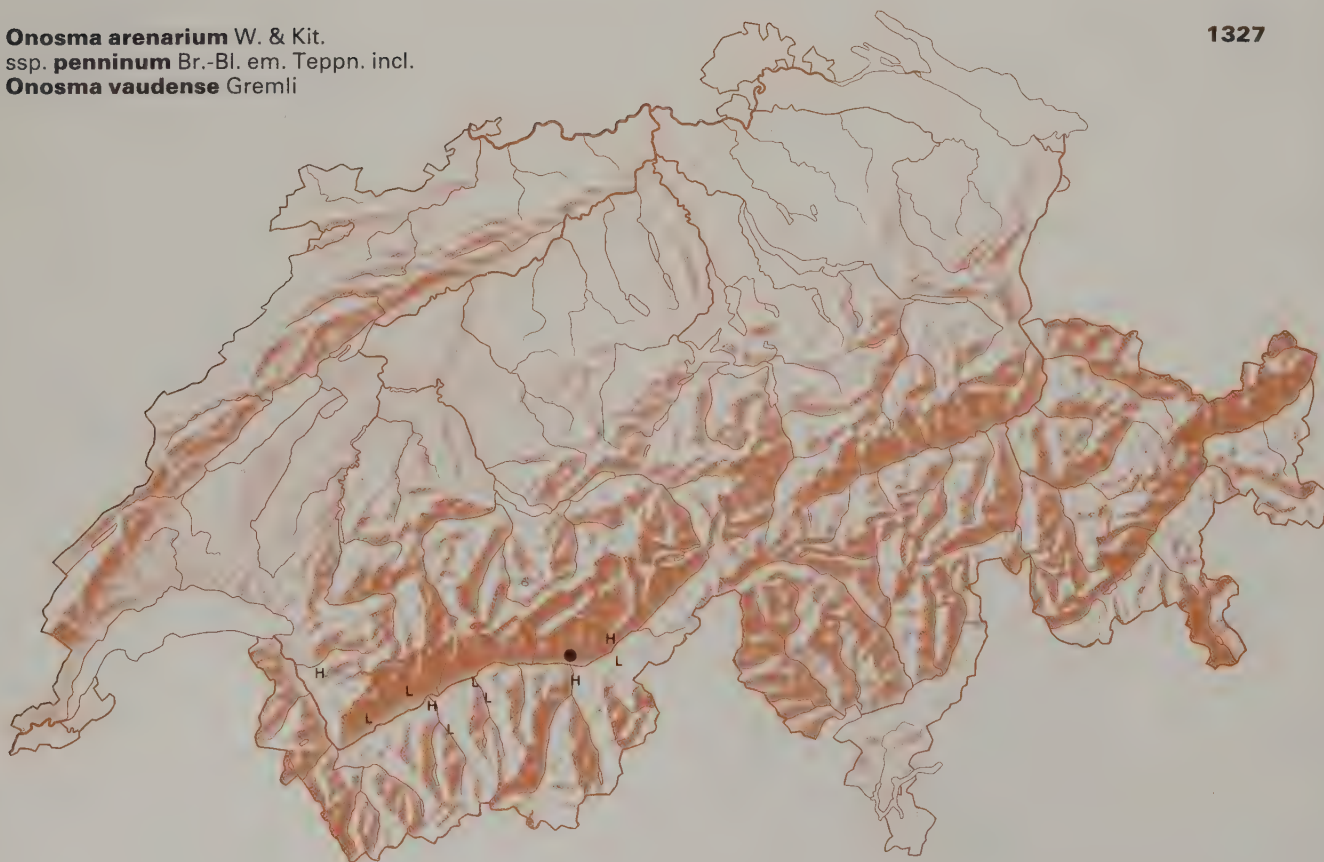 Onosma arenarium W. & Kit.
ssp. penninum Br.-Bl. em. Teppn. incl.
Onosma vaudense Gremli
1327
H
L
H
H
L
L
H
L
L
L